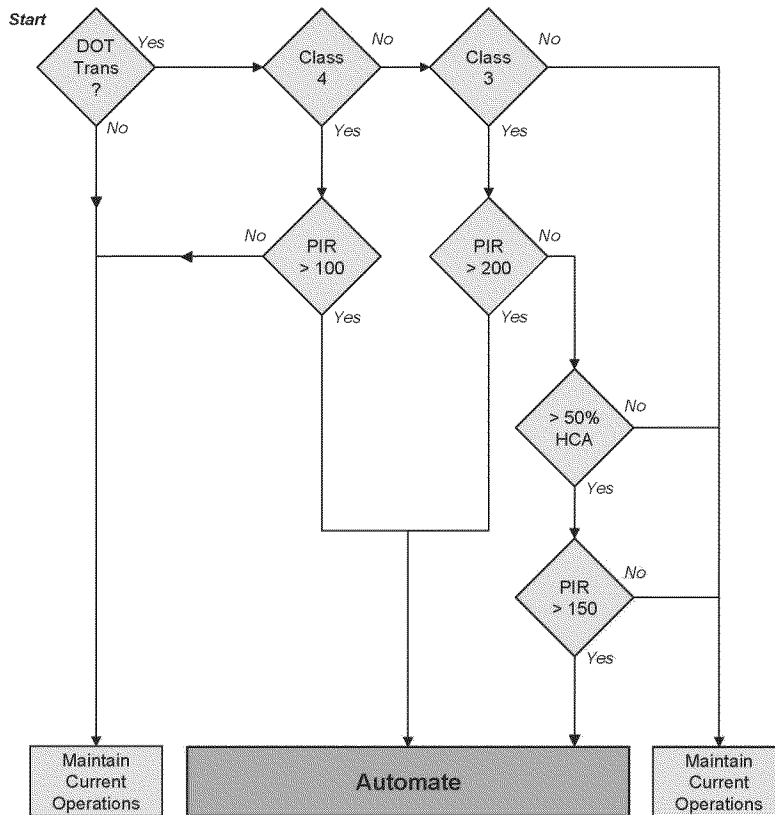 Start
DOT
Trans
?
Yes
No
Class
4
No
Yes
Class
3
No
Yes
No
PIR
> 100
Yes
PIR
> 200
No
Yes
> 50%
HCA
No
Yes
PIR
> 150
No
Yes
Maintain
Current
Operations
Automate
Maintain
Current
Operations